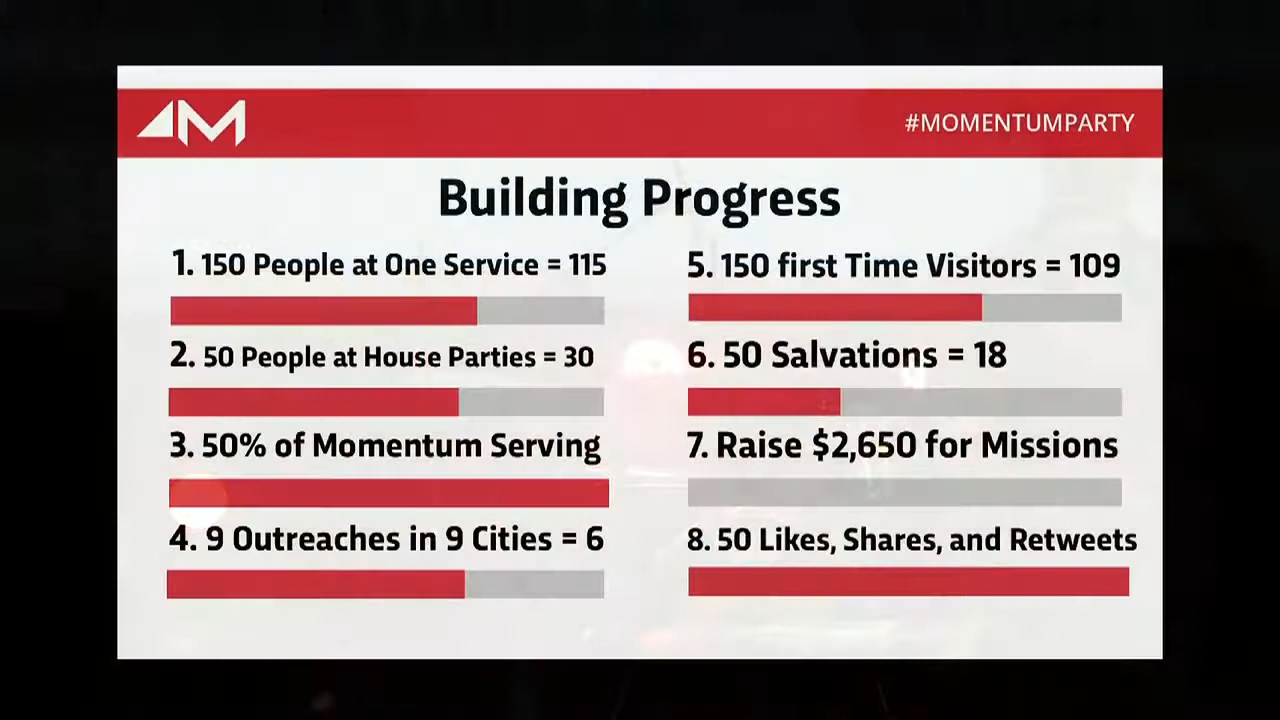 #MOMENTUMPARTY
Building Progress
1. 150 People at One Service = 115
2. 50 People at House Parties = 30
3. 50% of Momentum Serving
4. 9 Outreaches in 9 Cities = 6
5. 150 first Time Visitors = 109
6. 50 Salvations = 18
7. Raise $2,650 for Missions
8. 50 Likes, Shares, and Retweets